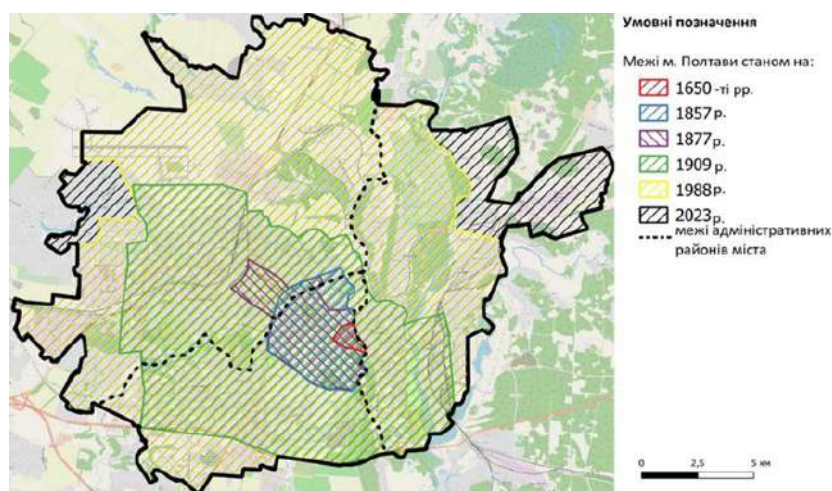 Умовні позначення
Межі м. Полтави станом на:
1650 -ті рр.
1857 р.
1877 р.
1909 р.
1988 р.
2023 р.
межі адміністративних
районів міста
0 2,5 5 км